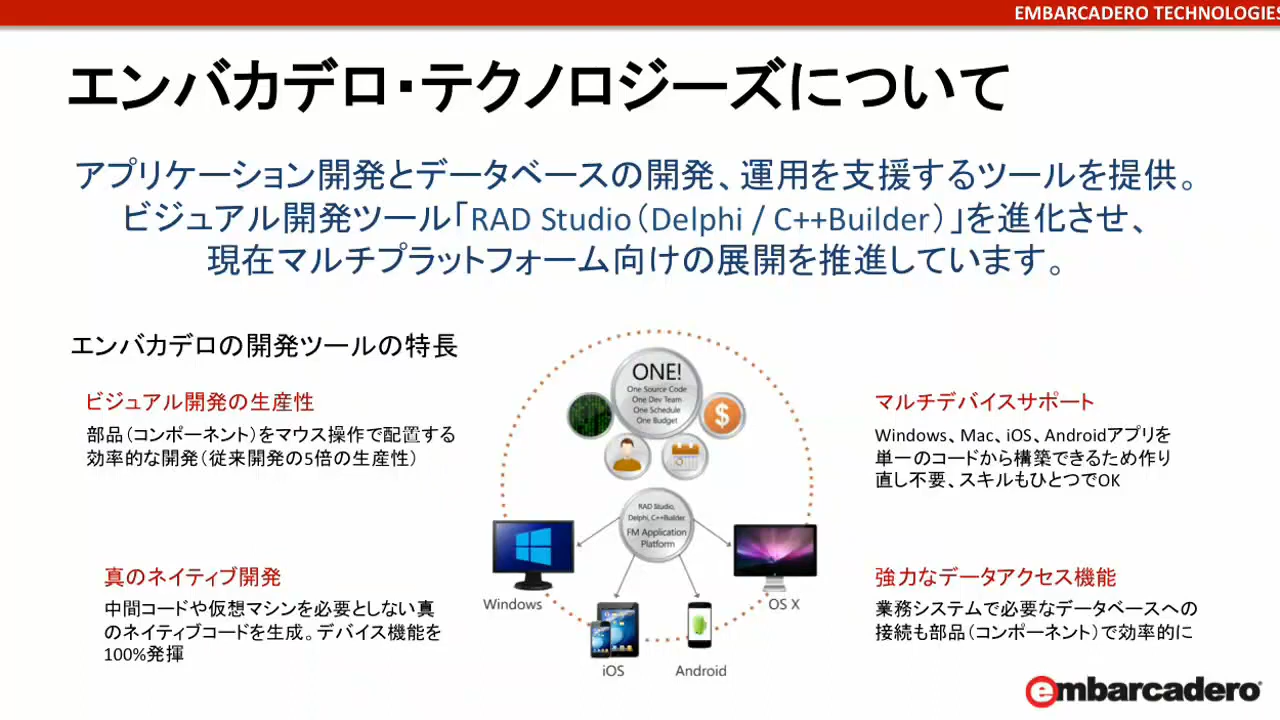 EMBARCADERO TECHNOLOGIES
エンバカデロ・テクノロジーズについて
アプリケーション開発とデータベースの開発、運用を支援するツールを提供。
ビジュアル開発ツール「RAD Studio（Delphi / C++Builder）」を進化させ、
現在マルチプラットフォーム向けの展開を推進しています。
エンバカデロの開発ツールの特長
ビジュアル開発の生産性
部品（コンポーネント）をマウス操作で配置する
効率的な開発（従来開発の5倍の生産性）
真のネイティブ開発
中間コードや仮想マシンを必要としない真
のネイティブコードを生成。デバイス機能を
100%発揮
ONE!
One Source Code
One Dev Team
One Schedule
One Budget
$
RAD Studio,
Delphi, C++Builder
FM Application
Platform
Windows
OS X
iOS
Android
マルチデバイスサポート
Windows、Mac、iOS、Androidアプリを
単一のコードから構築できるため作り
直し不要、スキルもひとつでOK
強力なデータアクセス機能
業務システムで必要なデータベースへの
接続も部品（コンポーネント）で効率的に
embarcadero®